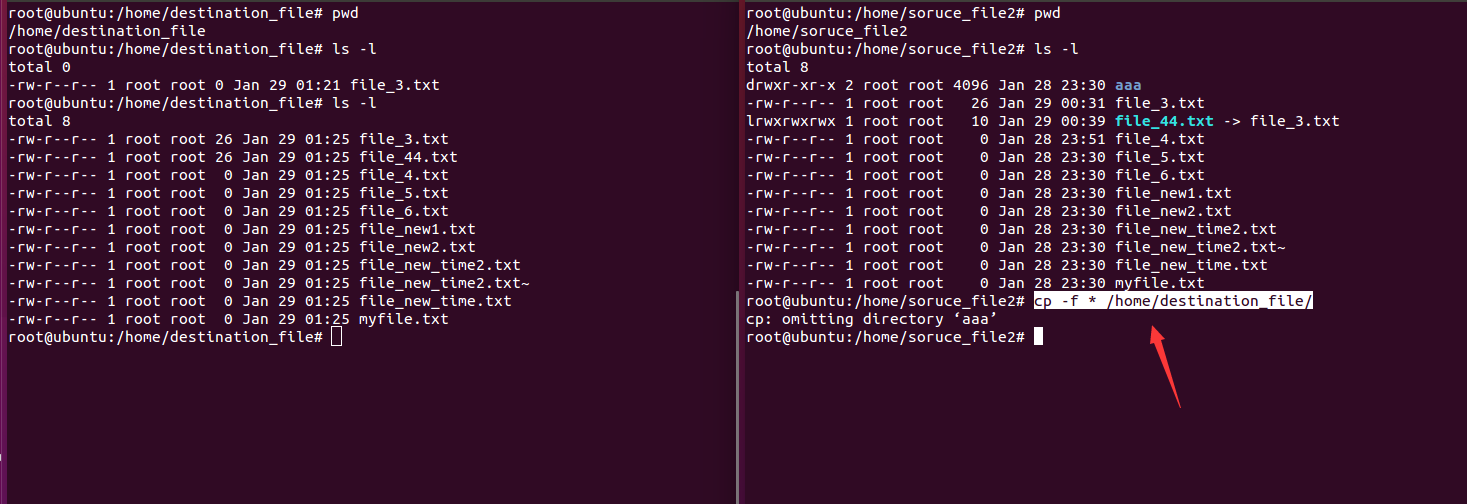 root@ubuntu:/home/destination_file# pwd
/home/destination_file
root@ubuntu:/home/destination_file# ls -l
total 0
-rw-r--r-- 1 root root 0 Jan 29 01:21 file_3.txt
root@ubuntu:/home/destination_file# ls -l
total 8
-rw-r--r-- 1 root root 26 Jan 29 01:25 file_3.txt
-rw-r--r-- 1 root root 26 Jan 29 01:25 file_44.txt
-rw-r--r-- 1 root root  0 Jan 29 01:25 file_4.txt
-rw-r--r-- 1 root root  0 Jan 29 01:25 file_5.txt
-rw-r--r-- 1 root root  0 Jan 29 01:25 file_6.txt
-rw-r--r-- 1 root root  0 Jan 29 01:25 file_new1.txt
-rw-r--r-- 1 root root  0 Jan 29 01:25 file_new2.txt
-rw-r--r-- 1 root root  0 Jan 29 01:25 file_new_time2.txt
-rw-r--r-- 1 root root  0 Jan 29 01:25 file_new_time2.txt~
-rw-r--r-- 1 root root  0 Jan 29 01:25 file_new_time.txt
-rw-r--r-- 1 root root  0 Jan 29 01:25 myfile.txt
root@ubuntu:/home/destination_file#
root@ubuntu:/home/soruce_file2# pwd
/home/soruce_file2
root@ubuntu:/home/soruce_file2# ls -l
total 8
drwxr-xr-x 2 root root 4096 Jan 28 23:30 aaa
-rw-r--r-- 1 root root   26 Jan 29 00:31 file_3.txt
lrwxrwxrwx 1 root root   10 Jan 29 00:39 file_44.txt -> file_3.txt
-rw-r--r-- 1 root root    0 Jan 28 23:51 file_4.txt
-rw-r--r-- 1 root root    0 Jan 28 23:30 file_5.txt
-rw-r--r-- 1 root root    0 Jan 28 23:30 file_6.txt
-rw-r--r-- 1 root root    0 Jan 28 23:30 file_new1.txt
-rw-r--r-- 1 root root    0 Jan 28 23:30 file_new2.txt
-rw-r--r-- 1 root root    0 Jan 28 23:30 file_new_time2.txt
-rw-r--r-- 1 root root    0 Jan 28 23:30 file_new_time2.txt~
-rw-r--r-- 1 root root    0 Jan 28 23:30 file_new_time.txt
-rw-r--r-- 1 root root    0 Jan 28 23:30 myfile.txt
root@ubuntu:/home/soruce_file2# cp -f * /home/destination_file/
cp: omitting directory ‘aaa’
root@ubuntu:/home/soruce_file2#